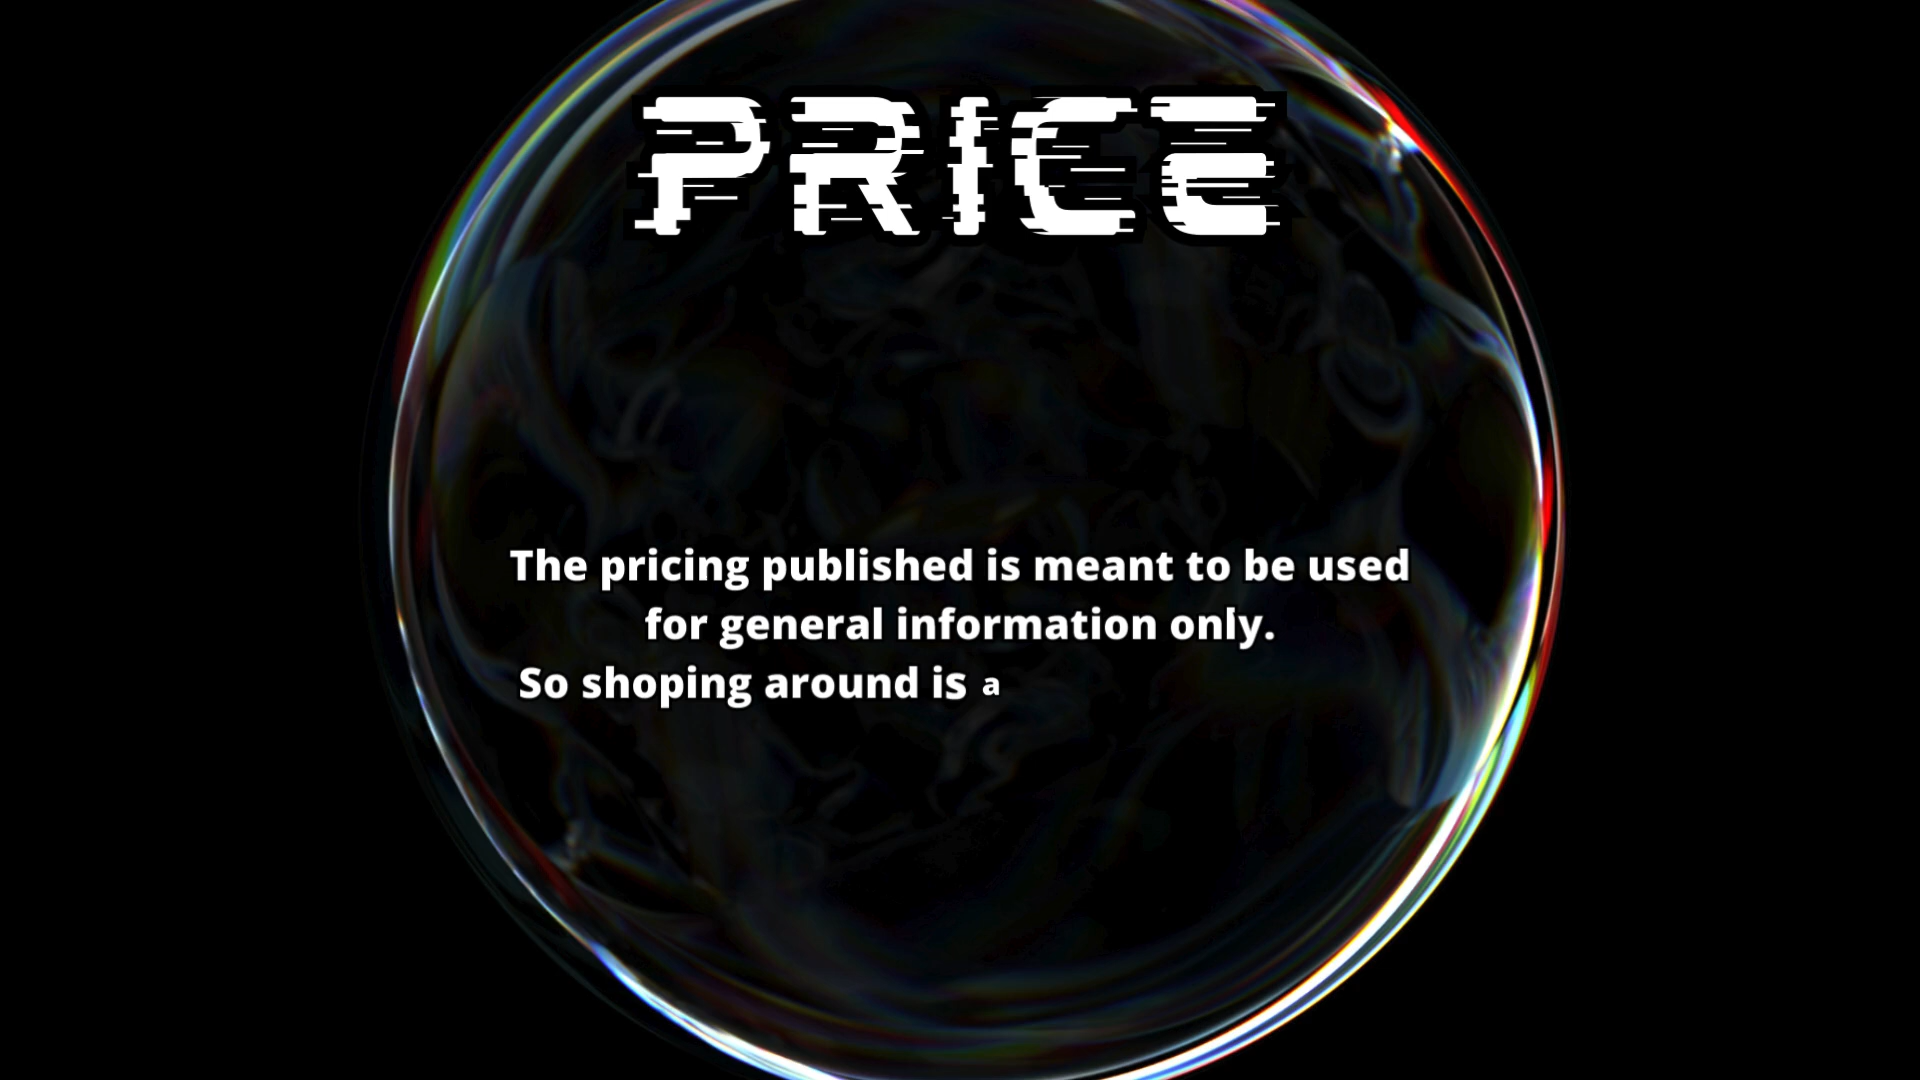 PRICE
The pricing published is meant to be used
for general information only.
So shoping around is a